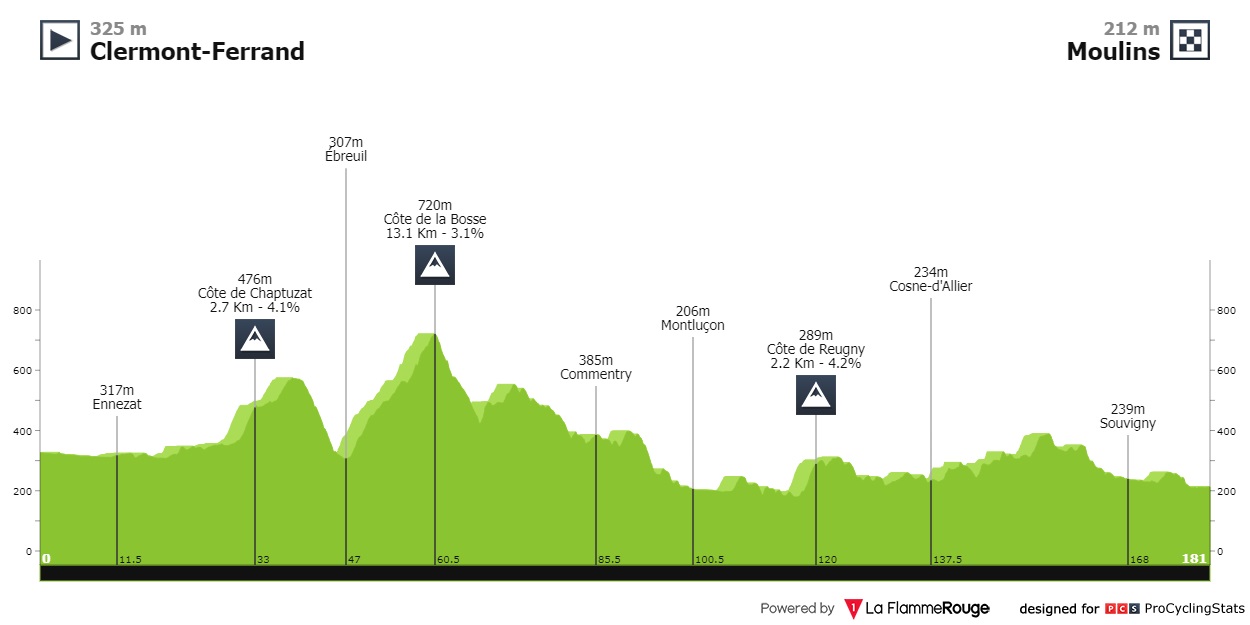 325 m
Clermont-Ferrand
212 m
Moulins
307m
Ébreuil
720m
Côte de la Bosse
13.1 Km - 3.1%
476m
Côte de Chaptuzat
2.7 Km - 4.1%
234m
Cosne-d'Allier
206m
Montluçon
289m
Côte de Reugny
2.2 Km - 4.2%
385m
Commentry
317m
Ennezat
239m
Souvigny
800
600
400
200
0
800
600
400
200
0
0
11.5
33
47
60.5
85.5
100.5
120
137.5
168
181
Powered by 1 La FlammeRouge designed for PCS ProCyclingStats